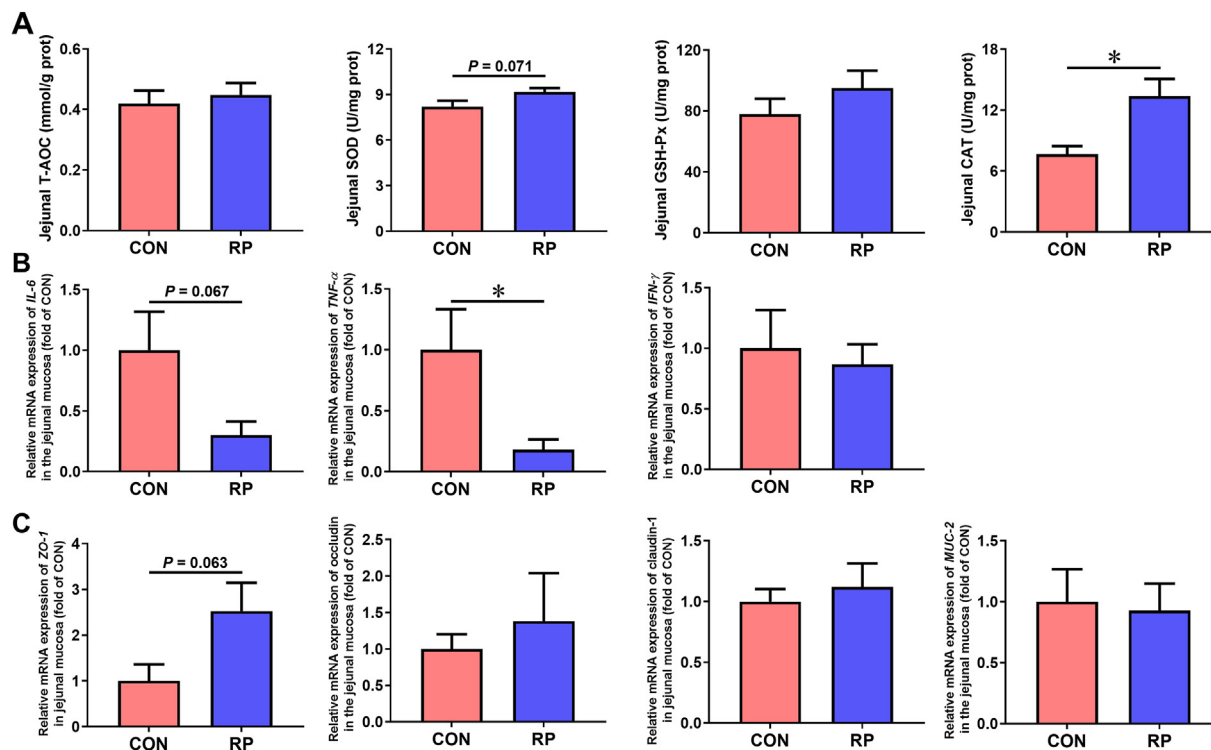 A
Jejunal T-AOC (mmol/g prot)
0.6
0.4
0.2
0.0
CON
RP
Jejunal SOD (U/mg prot)
12
9
6
3
0
P = 0.071
CON
RP
Jejunal GSH-Px (U/mg prot)
120
80
40
0
CON
RP
Jejunal CAT (U/mg prot)
18
12
6
0
*
CON
RP
B
Relative mRNA expression of IL-6
in the jejunal mucosa (fold of CON)
1.5
1.0
0.5
0.0
P = 0.067
CON
RP
Relative mRNA expression of TNF-α
in the jejunal mucosa (fold of CON)
1.5
1.0
0.5
0.0
*
CON
RP
Relative mRNA expression of IFN-γ
in the jejunal mucosa (fold of CON)
1.5
1.0
0.5
0.0
CON
RP
C
Relative mRNA expression of ZO-1
in jejunal mucosa (fold of CON)
4
3
2
1
0
P = 0.063
CON
RP
Relative mRNA expression of occludin
in the jejunal mucosa (fold of CON)
2.5
2.0
1.5
1.0
0.5
0.0
CON
RP
Relative mRNA expression of claudin-1
in jejunal mucosa (fold of CON)
1.5
1.0
0.5
0.0
CON
RP
Relative mRNA expression of MUC-2
in the jejunal mucosa (fold of CON)
1.5
1.0
0.5
0.0
CON
RP